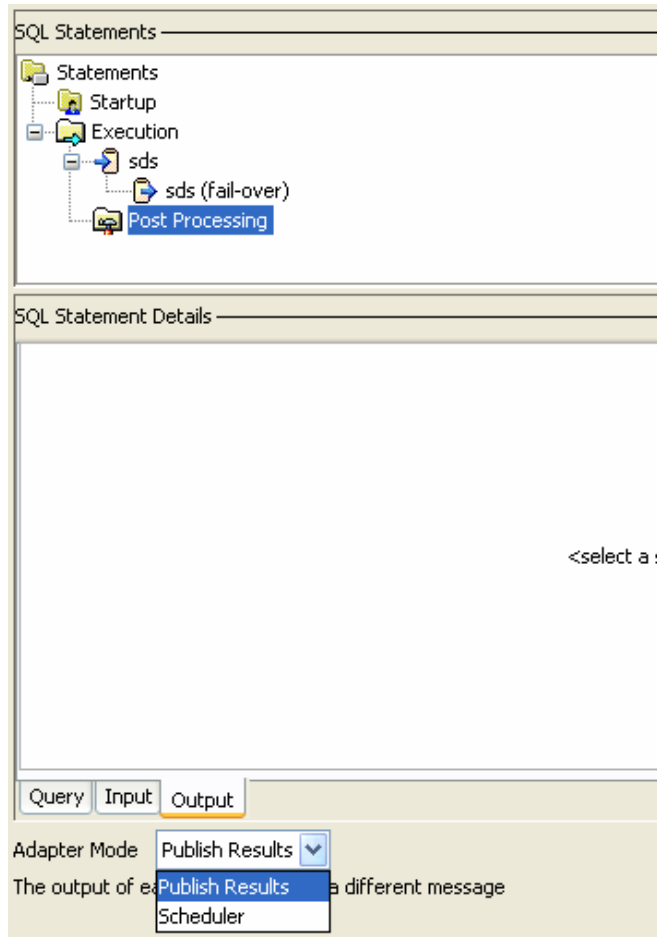 SQL Statements
Statements
Startup
Execution
sds
sds (fail-over)
Post Processing
SQL Statement Details
<select a
Query Input Output
Adapter Mode Publish Results
The output of ea
Publish Results
a different message
Scheduler